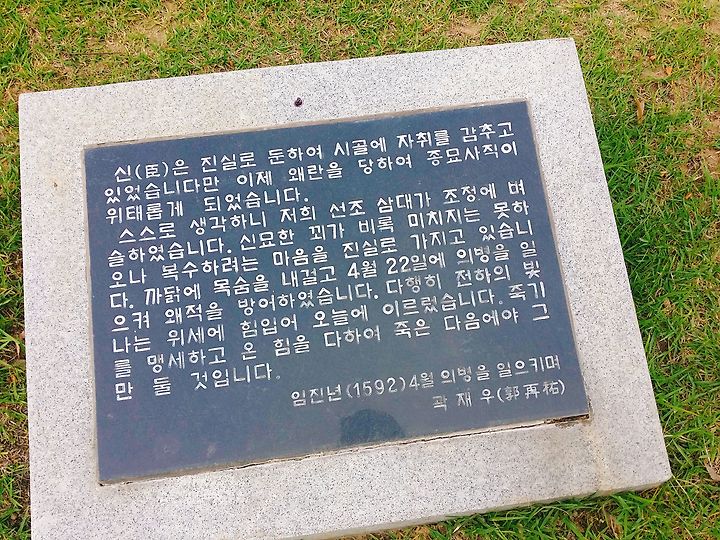 신(臣)은 진실로 둔하여 시골에 자취를 감추고
있었습니다만 이제 왜란을 당하여 종묘사직이
위태롭게 되었습니다.
스스로 생각하니 저희 선조 삼대가 조정에 벼
슬하였습니다. 신묘한 꾀가 비록 미치지는 못하
오나 복수하려는 마음을 진실로 가지고 있습니
다. 까닭에 목숨을 내걸고 4월 22일에 의병을 일
으켜 왜적을 방어하였습니다. 다행히 전하의 빛
나는 위세에 힘입어 오늘에 이르렀습니다. 죽기
를 맹세하고 온 힘을 다하여 죽은 다음에야 그
만 둘 것입니다.
임진년(1592)4월 의병을 일으키며
곽재우(郭再祐)